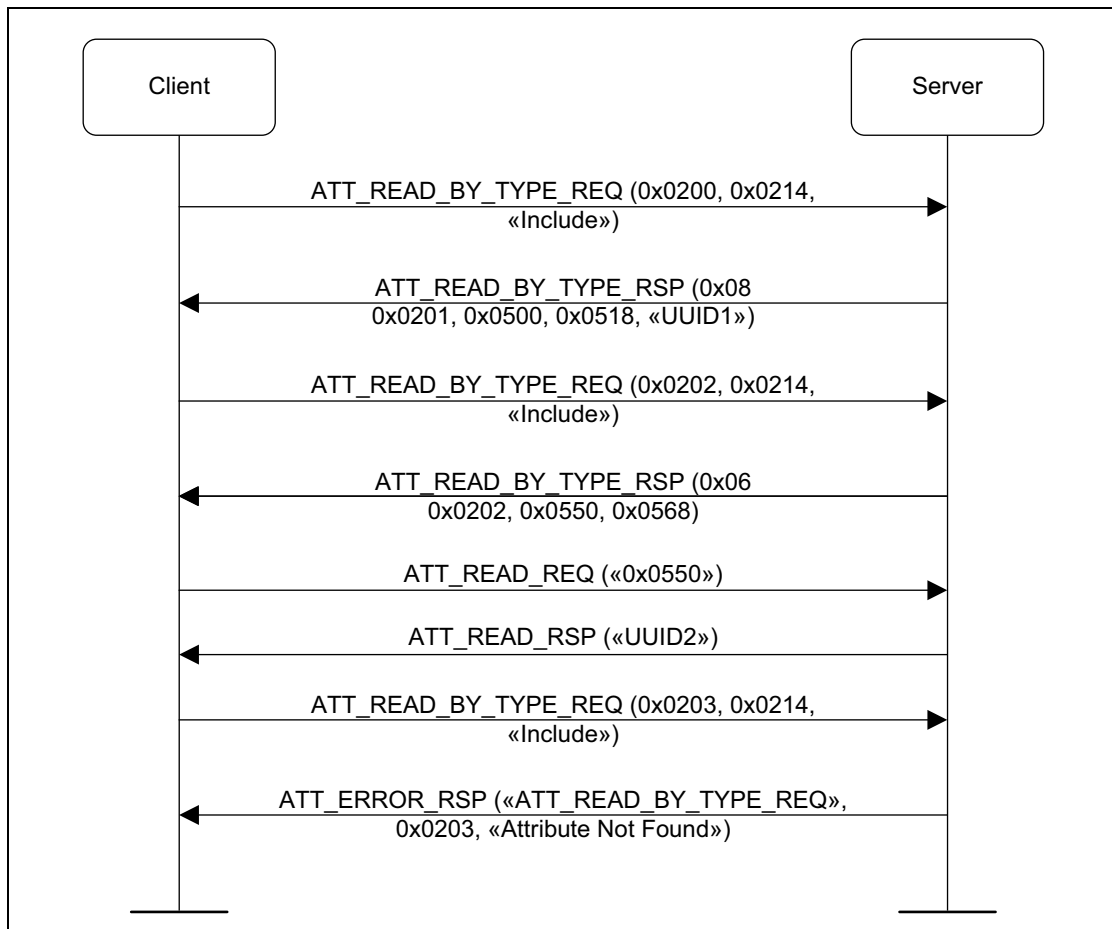 Client
Server
ATT_READ_BY_TYPE_REQ (0x0200, 0x0214,
«Include»)
ATT_READ_BY_TYPE_RSP (0x08
0x0201, 0x0500, 0x0518, «UUID1»)
ATT_READ_BY_TYPE_REQ (0x0202, 0x0214,
«Include»)
ATT_READ_BY_TYPE_RSP (0x06
0x0202, 0x0550, 0x0568)
ATT_READ_REQ («0x0550»)
ATT_READ_RSP («UUID2»)
ATT_READ_BY_TYPE_REQ (0x0203, 0x0214,
«Include»)
ATT_ERROR_RSP («ATT_READ_BY_TYPE_REQ»,
0x0203, «Attribute Not Found»)